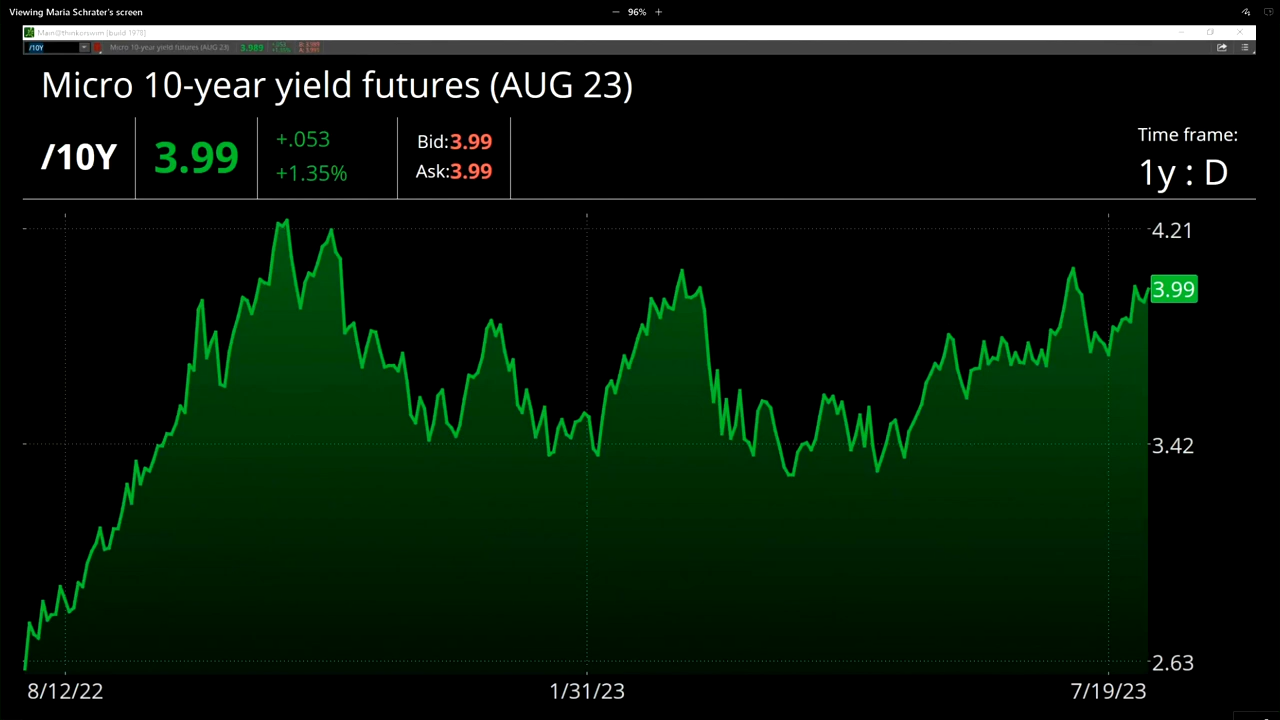 Viewing Maria Schrater's screen
− 96% +
Main@thinkerswim [build 1978]
/10Y Micro 10-year yield futures (AUG 23) 3.989
Micro 10-year yield futures (AUG 23)
/10Y 3.99 +.053 +1.35% Bid:3.99 Ask:3.99
Time frame:
1y : D
4.21
3.99
3.42
2.63
8/12/22 1/31/23 7/19/23